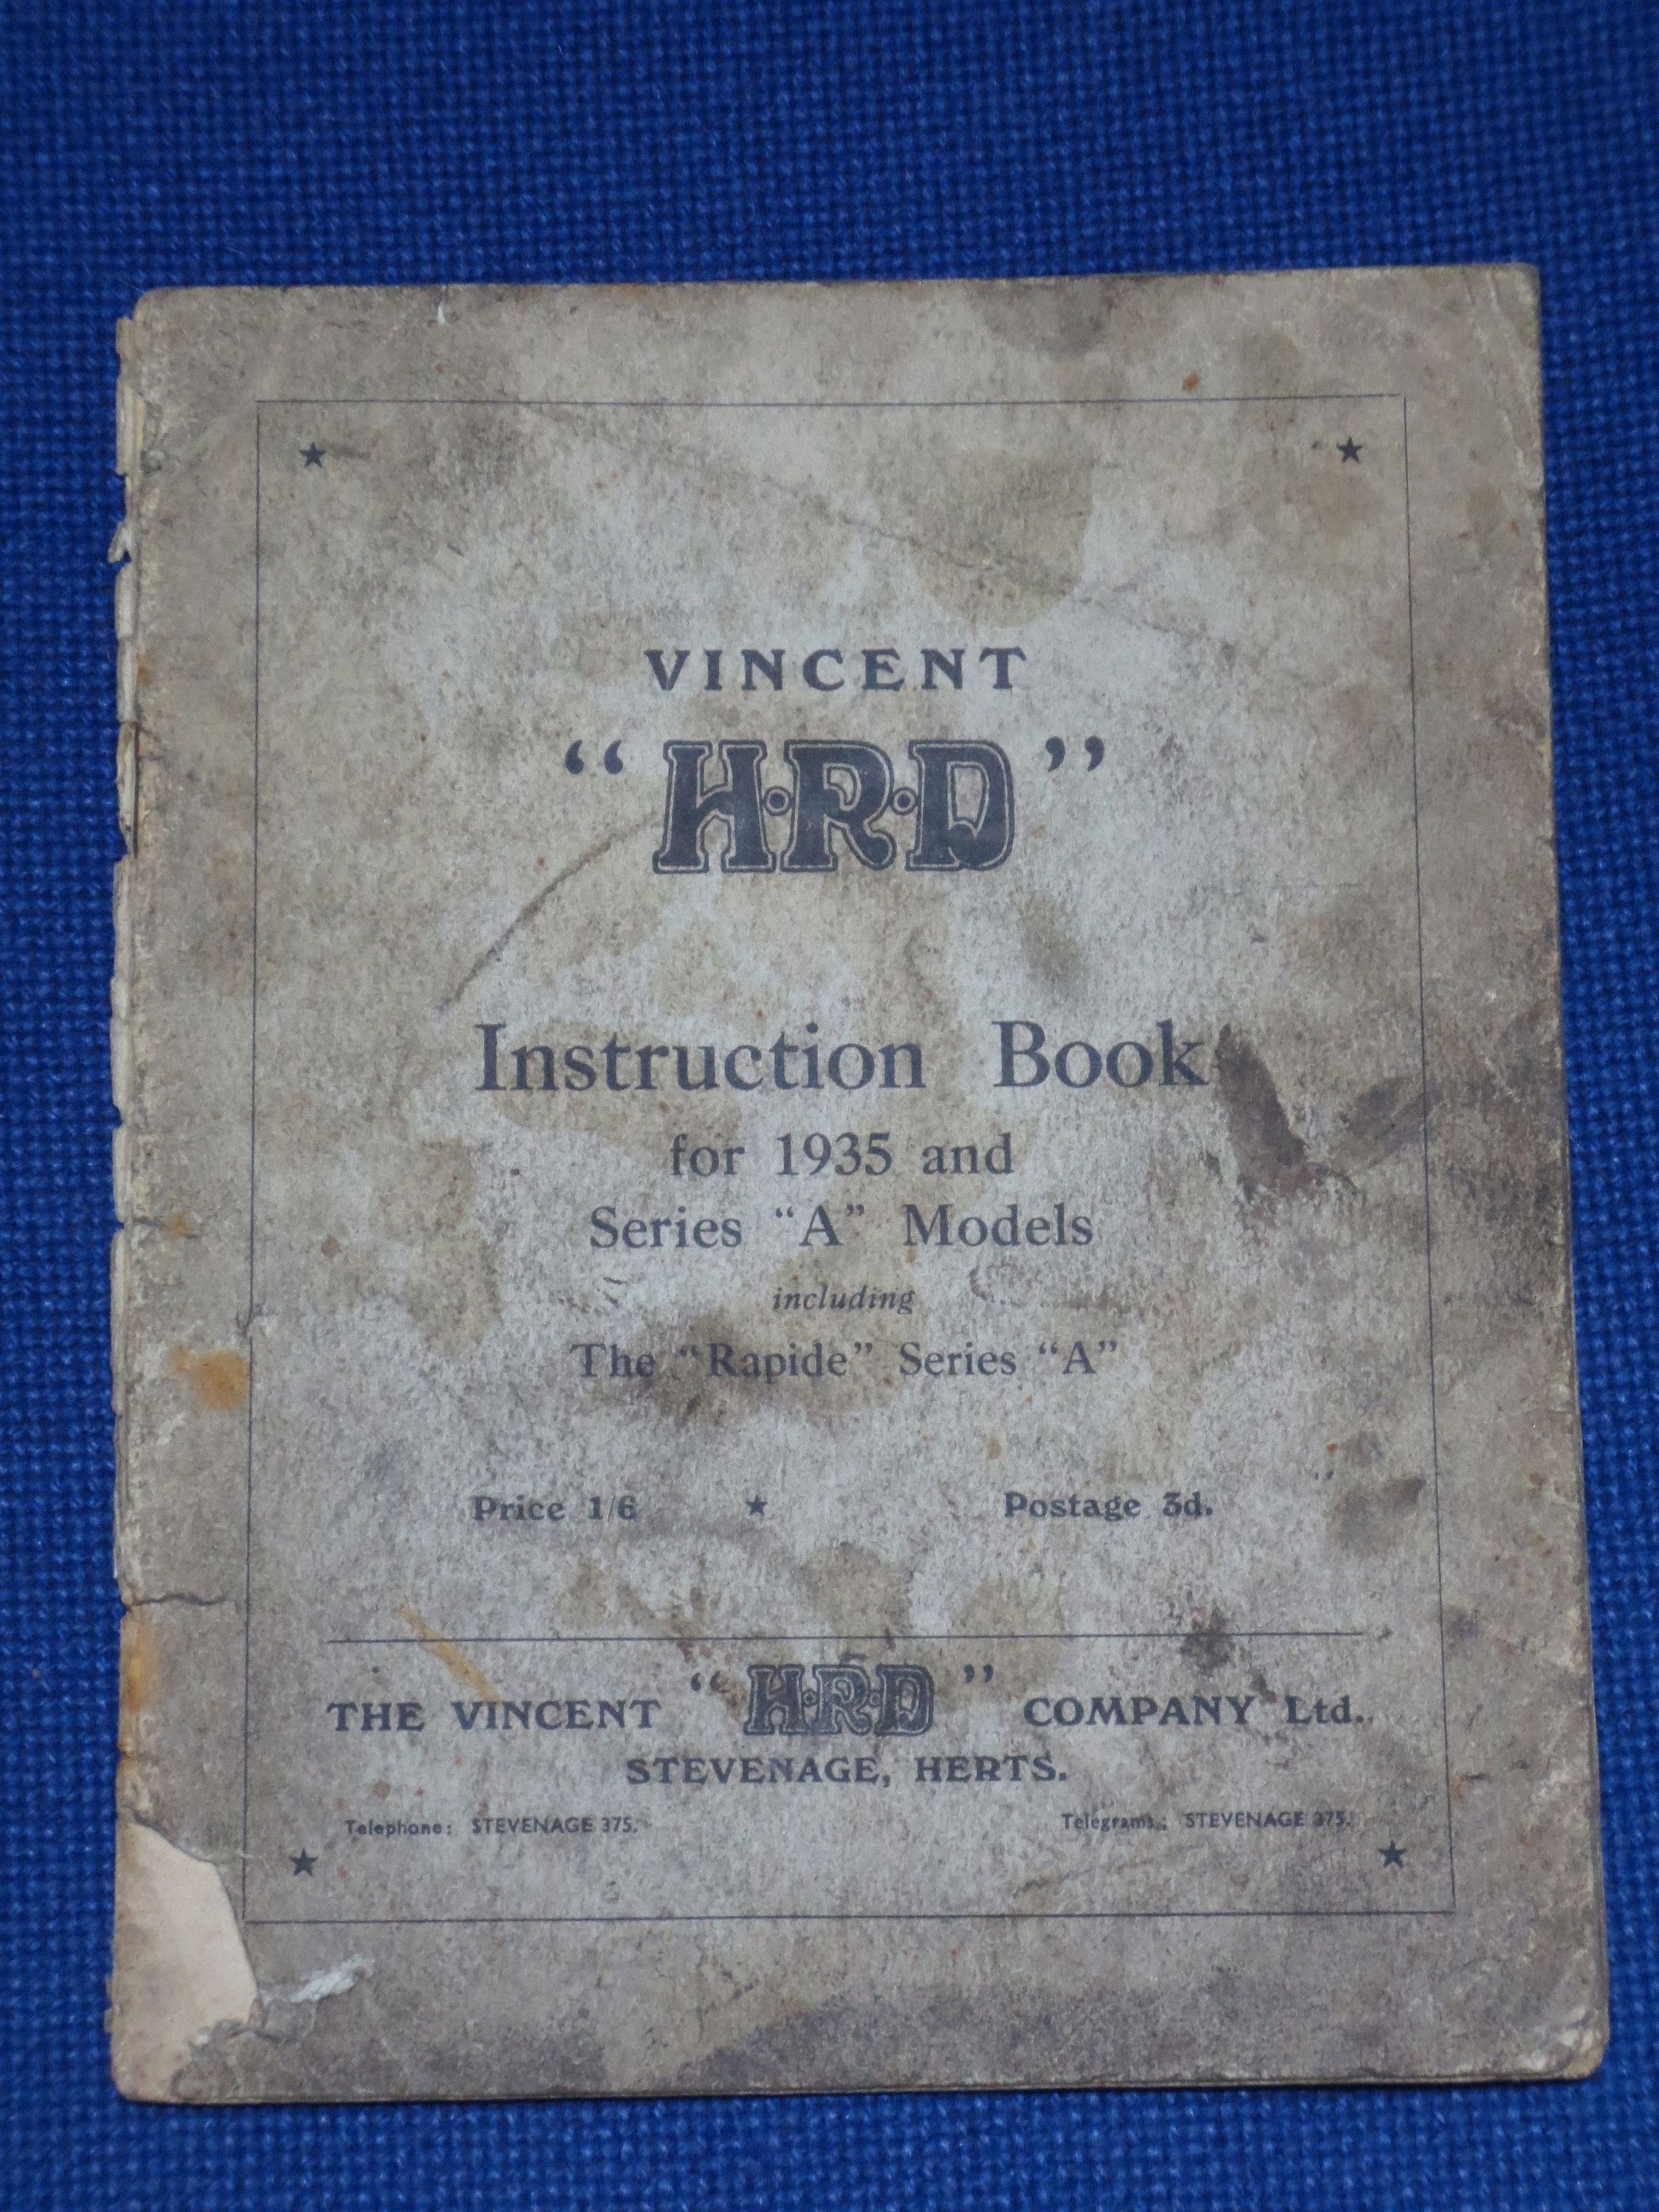 VINCENT
“H·R·D”
Instruction Book
for 1935 and
Series “A” Models
including
The “Rapide” Series “A”
Price 1/6 ★ Postage 3d.
THE VINCENT “H·R·D” COMPANY Ltd.
STEVENAGE, HERTS.
Telephone: STEVENAGE 375. Telegrams: STEVENAGE 375.